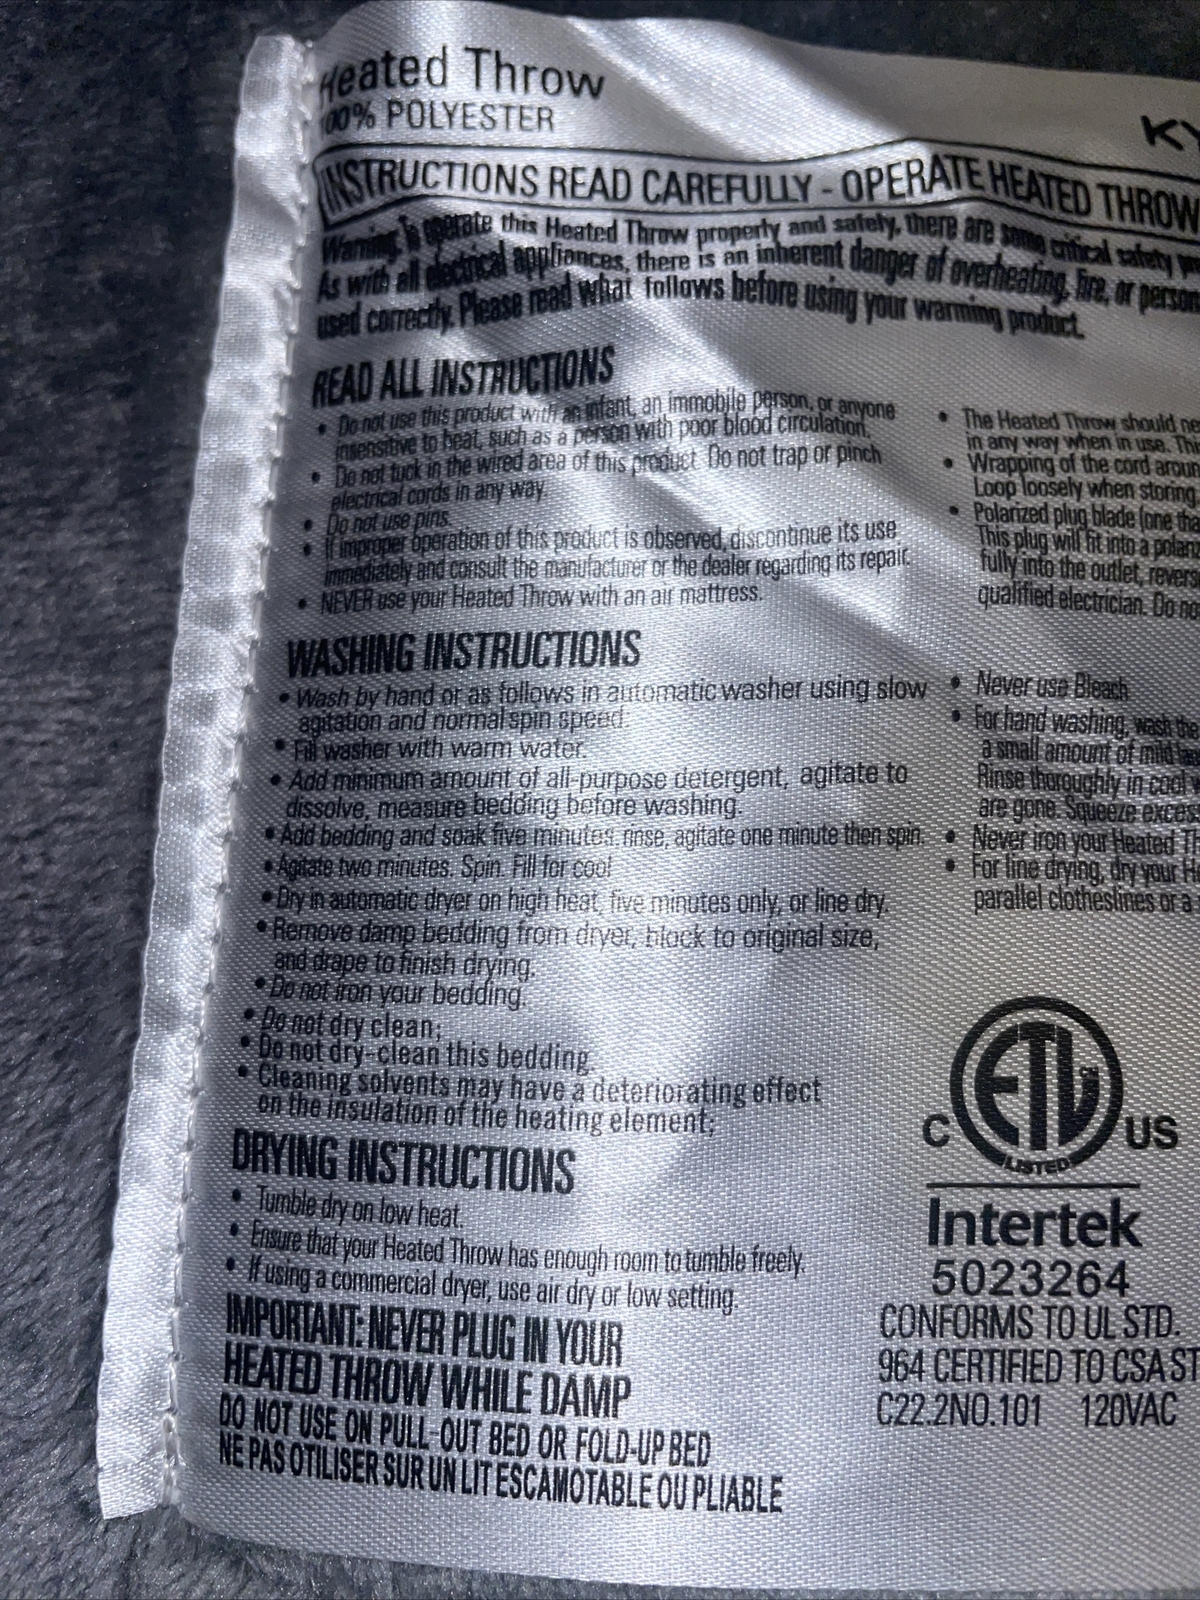 Heated Throw
100% POLYESTER
KY
INSTRUCTIONS READ CAREFULLY - OPERATE HEATED THROW
Warning: To operate this Heated Throw properly and safely, there are some critical safety
As with all electrical appliances, there is an inherent danger of overheating, fire, or person
used correctly. Please read what follows before using your warming product.
READ ALL INSTRUCTIONS
• Do not use this product with an infant, an immobile person, or anyone
insensitive to heat, such as a person with poor blood circulation.
• Do not tuck in the wired area of this product. Do not trap or pinch
electrical cords in any way.
• Do not use pins.
• If improper operation of this product is observed, discontinue its use
immediately and consult the manufacturer or the dealer regarding its repair.
• NEVER use your Heated Throw with an air mattress.
• The Heated Throw should ne
in any way when in use. Thi
• Wrapping of the cord aroun
Loop loosely when storing
• Polarized plug blade (one tha
This plug will fit into a polari
fully into the outlet, revers
qualified electrician. Do no
WASHING INSTRUCTIONS
• Wash by hand or as follows in automatic washer using slow
agitation and normal spin speed.
• Fill washer with warm water.
• Add minimum amount of all-purpose detergent, agitate to
dissolve, measure bedding before washing.
• Add bedding and soak five minutes, rinse, agitate one minute then spin.
• Agitate two minutes. Spin. Fill for cool
• Dry in automatic dryer on high heat, five minutes only, or line dry.
• Remove damp bedding from dryer, block to original size,
and drape to finish drying.
• Do not iron your bedding.
• Do not dry clean;
• Do not dry-clean this bedding.
• Cleaning solvents may have a deteriorating effect
on the insulation of the heating element;
• Never use Bleach
• For hand washing, wash the
a small amount of mild
Rinse thoroughly in cool
are gone. Squeeze excess
• Never iron your Heated Th
• For line drying, dry your He
parallel clotheslines or a
DRYING INSTRUCTIONS
• Tumble dry on low heat.
• Ensure that your Heated Throw has enough room to tumble freely.
• If using a commercial dryer, use air dry or low setting.
IMPORTANT: NEVER PLUG IN YOUR
HEATED THROW WHILE DAMP
DO NOT USE ON PULL-OUT BED OR FOLD-UP BED
NE PAS OTILISER SUR UN LIT ESCAMOTABLE OU PLIABLE
C ETL US
LISTED
Intertek
5023264
CONFORMS TO UL STD.
964 CERTIFIED TO CSA ST
C22.2NO.101 120VAC